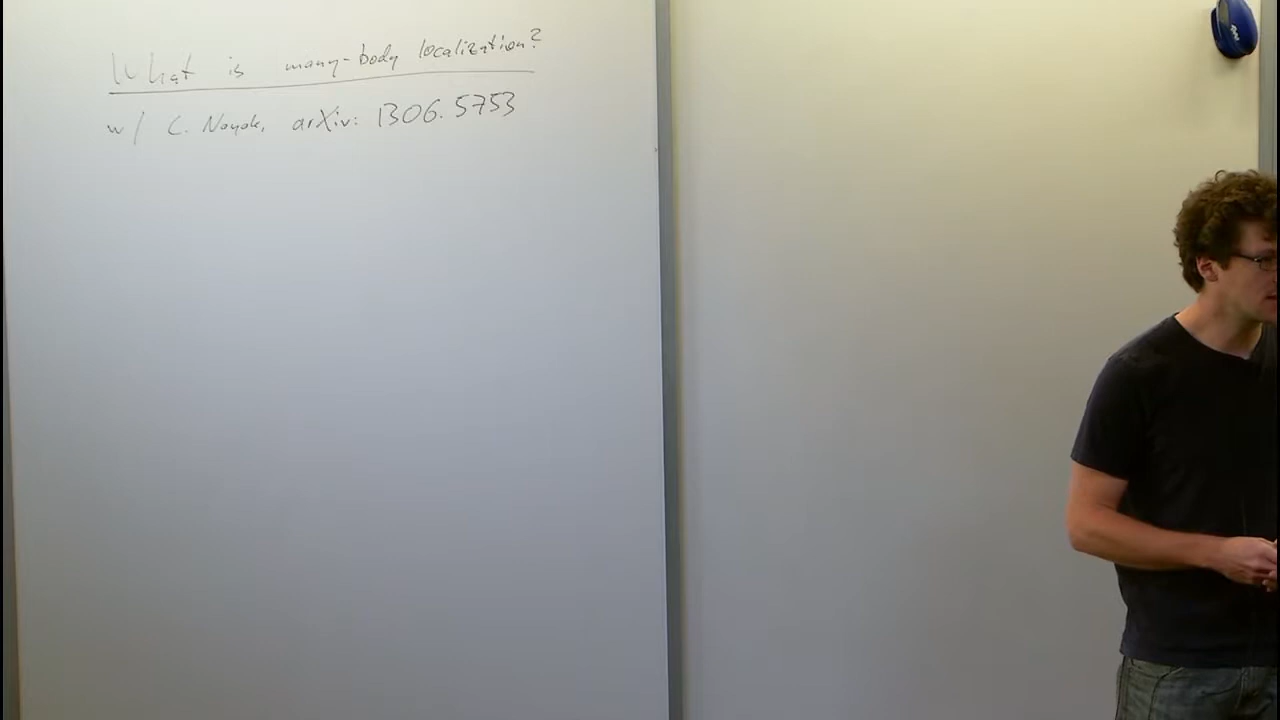 What is many-body localization?
w/ C. Nayak, arXiv: 1306.5753